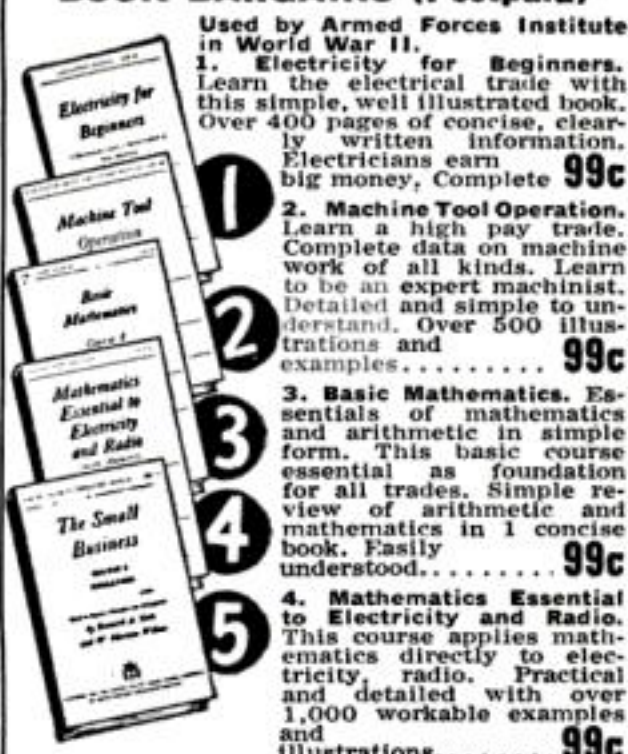 BOOK BARGAINS (Postpaid)
Used by Armed Forces Institute
in World War II.
1. Electricity for Beginners.
Learn the electrical trade with
this simple, well illustrated book.
Over 400 pages of concise, clear-
ly written information.
Electricians earn
big money, Complete 99c
2. Machine Tool Operation.
Learn a high pay trade.
Complete data on machine
work of all kinds. Learn
to be an expert machinist.
Detailed and simple to un-
derstand. Over 500 illus-
trations and
examples......... 99c
3. Basic Mathematics. Es-
sentials of mathematics
and arithmetic in simple
form. This basic course
essential as foundation
for all trades. Simple re-
view of arithmetic and
mathematics in 1 concise
book. Easily
understood......... 99c
4. Mathematics Essential
to Electricity and Radio.
This course applies math-
ematics directly to elec-
tricity, radio. Practical
and detailed with over
1,000 workable examples
and
illustrations....... 99c
Electricity for
Beginners
1
Machine Tool
Operation
2
Basic
Mathematics
3
Mathematics
Essential to
Electricity
and Radio
4
The Small
Business
5